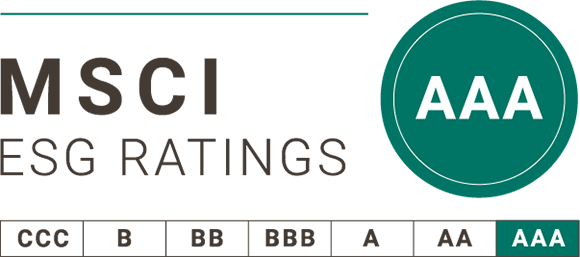 MSCI
ESG RATINGS
AAA
CCC B BB BBB A AA AAA